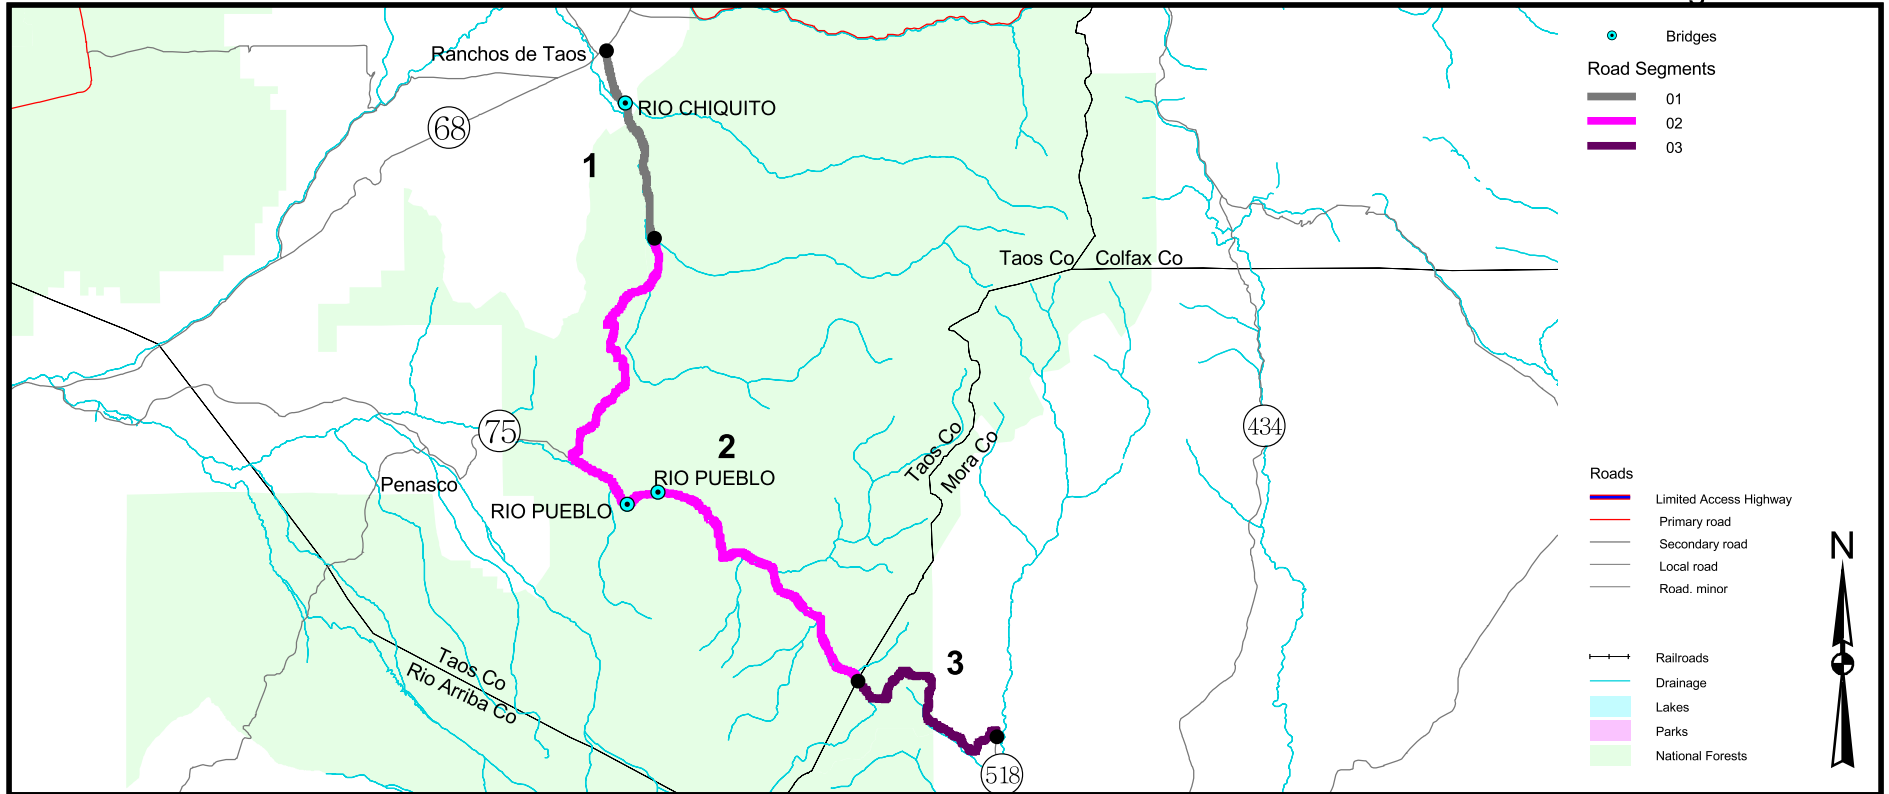 g
Ranchos de Taos
RIO CHIQUITO
68
1
Taos Co
Colfax Co
434
75
2
Taos Co
Mora Co
Penasco
RIO PUEBLO
RIO PUEBLO
Taos Co
Rio Arriba Co
3
518
Bridges
Road Segments
01
02
03
Roads
Limited Access Highway
Primary road
Secondary road
Local road
Road. minor
Railroads
Drainage
Lakes
Parks
National Forests
N